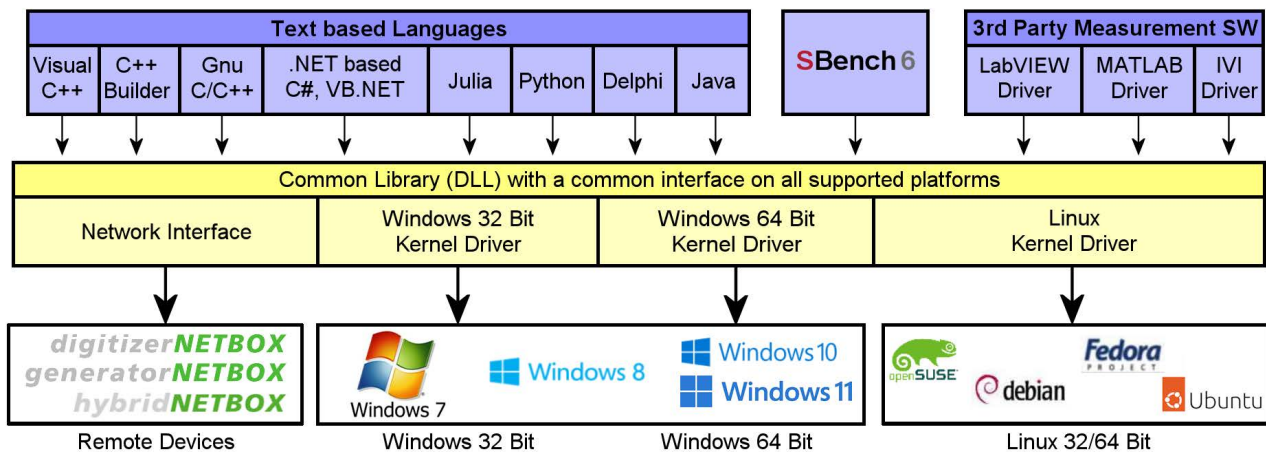 Text based Languages
3rd Party Measurement SW
Visual
C++
C++
Builder
Gnu
C/C++
.NET based
C#, VB.NET
Julia
Python
Delphi
Java
SBench 6
LabVIEW
Driver
MATLAB
Driver
IVI
Driver
Common Library (DLL) with a common interface on all supported platforms
Network Interface
Windows 32 Bit
Kernel Driver
Windows 64 Bit
Kernel Driver
Linux
Kernel Driver
digitizerNETBOX
generatorNETBOX
hybridNETBOX
Windows 7
Windows 8
Windows 10
Windows 11
openSUSE
debian
Fedora
PROJECT
Ubuntu
Remote Devices
Windows 32 Bit
Windows 64 Bit
Linux 32/64 Bit